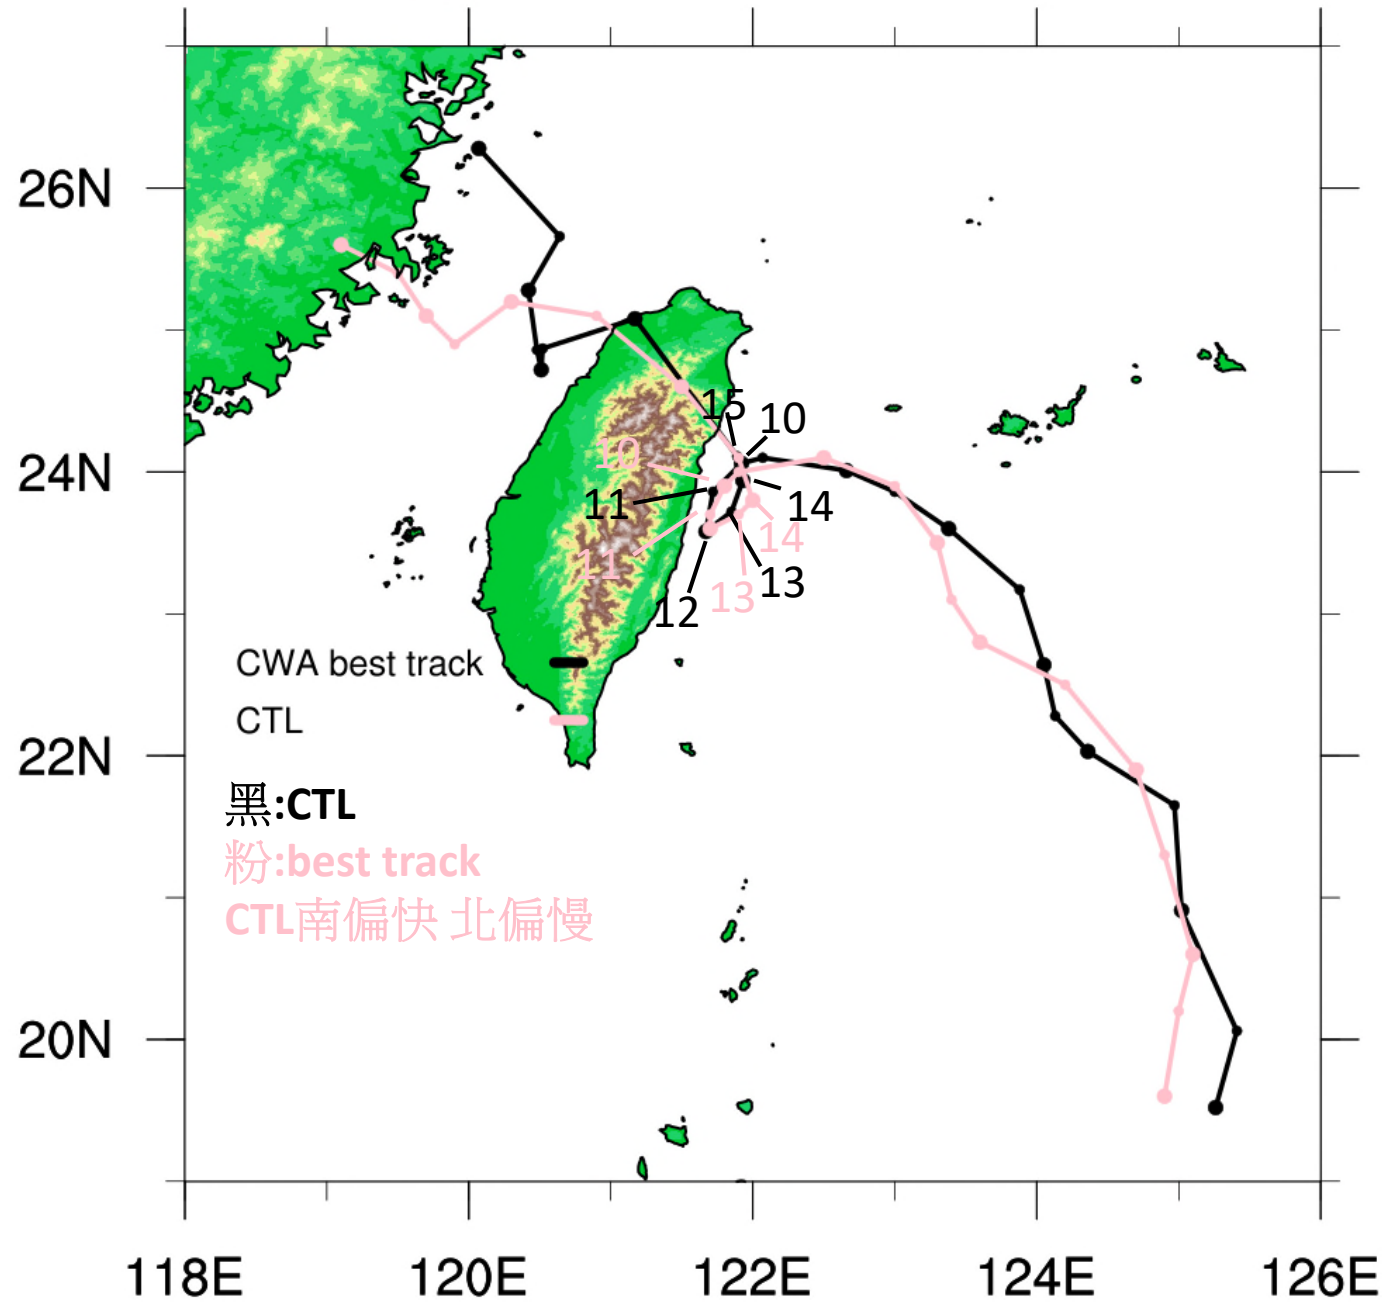 26N
24N
22N
20N
15
10
10
11
14
14
11
13
13
12
CWA best track
CTL
黑:CTL
粉:best track
CTL南偏快 北偏慢
118E 120E 122E 124E 126E